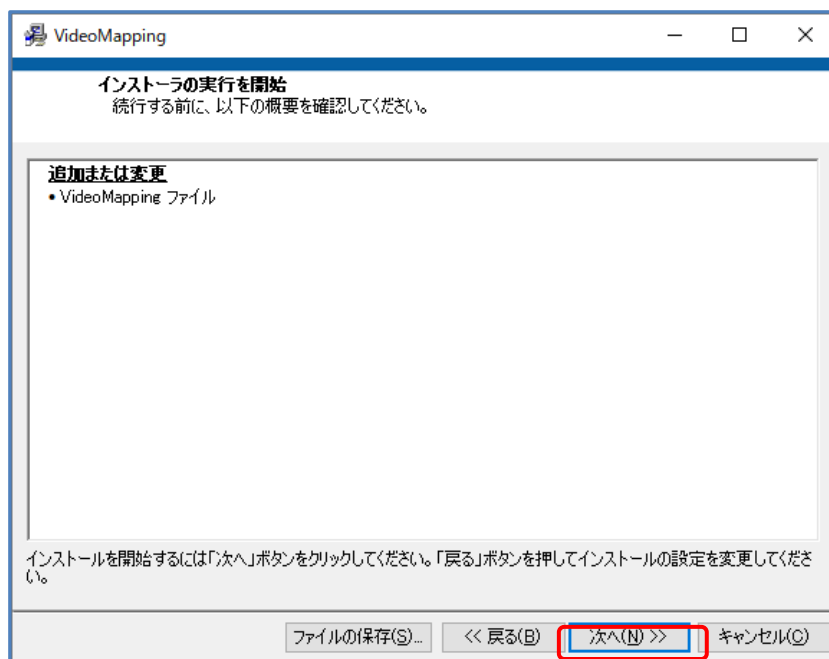 VideoMapping
インストーラの実行を開始
続行する前に、以下の概要を確認してください。
追加または変更
• VideoMapping ファイル
インストールを開始するには「次へ」ボタンをクリックしてください。「戻る」ボタンを押してインストールの設定を変更してくださ
い。
ファイルの保存(S)... << 戻る(B) 次へ(N) >> キャンセル(C)